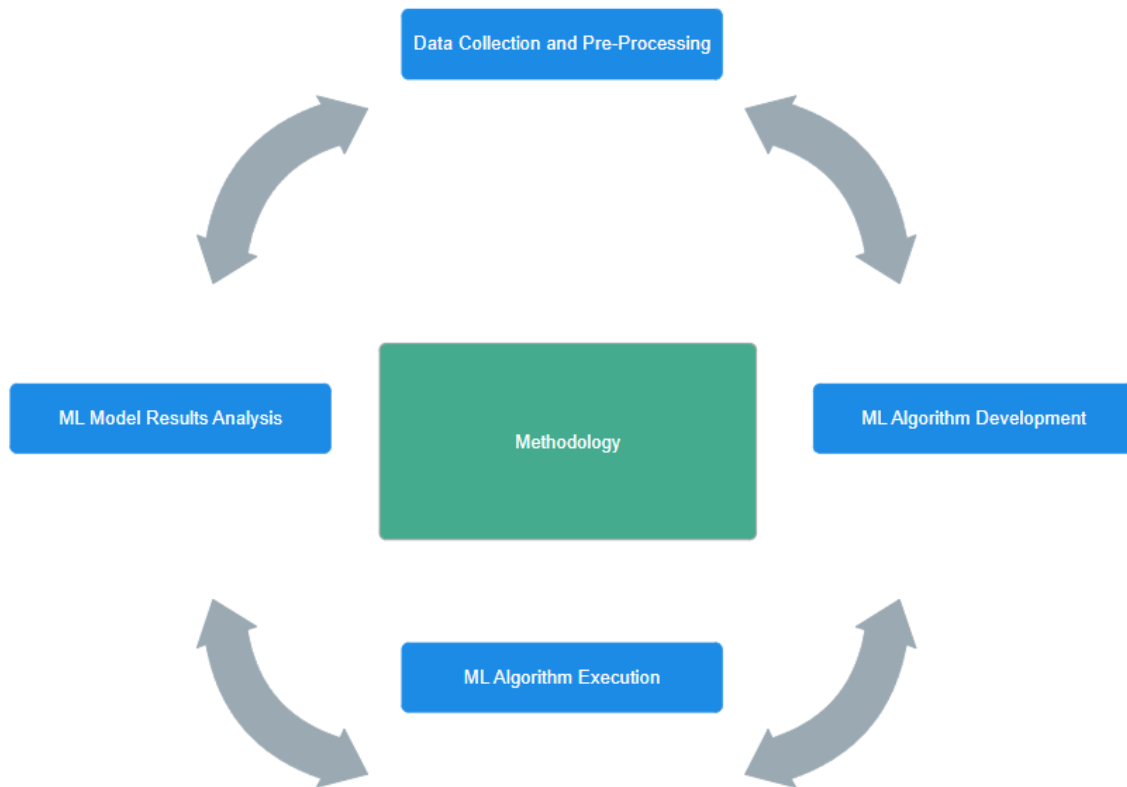 Data Collection and Pre-Processing
ML Model Results Analysis
Methodology
ML Algorithm Development
ML Algorithm Execution